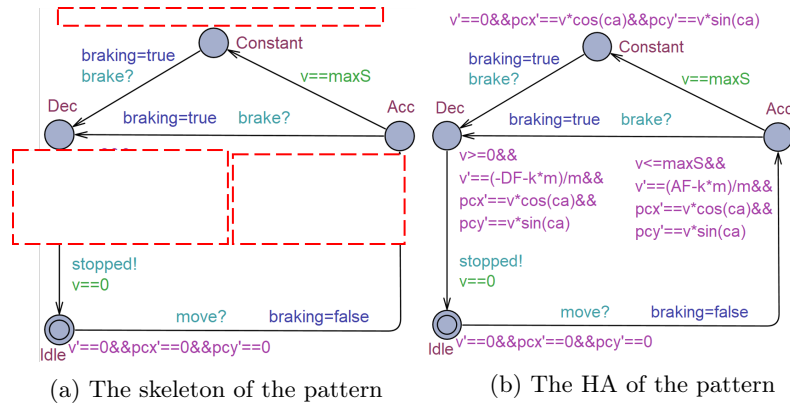 Constant
braking=true
brake?
v==maxS
Dec
Acc
braking=true brake?
stopped!
v==0
move? braking=false
Idle
v'==0&&pcx'==0&&pcy'==0
(a) The skeleton of the pattern
v'==0&&pcx'==v*cos(ca)&&pcy'==v*sin(ca)
Constant
braking=true
brake?
v==maxS
Dec
Acc
braking=true brake?
v>=0&&
v'==(-DF-k*m)/m&&
pcx'==v*cos(ca)&&
pcy'==v*sin(ca)
v<=maxS&&
v'==(AF-k*m)/m&&
pcx'==v*cos(ca)&&
pcy'==v*sin(ca)
stopped!
v==0
move? braking=false
Idle
v'==0&&pcx'==0&&pcy'==0
(b) The HA of the pattern